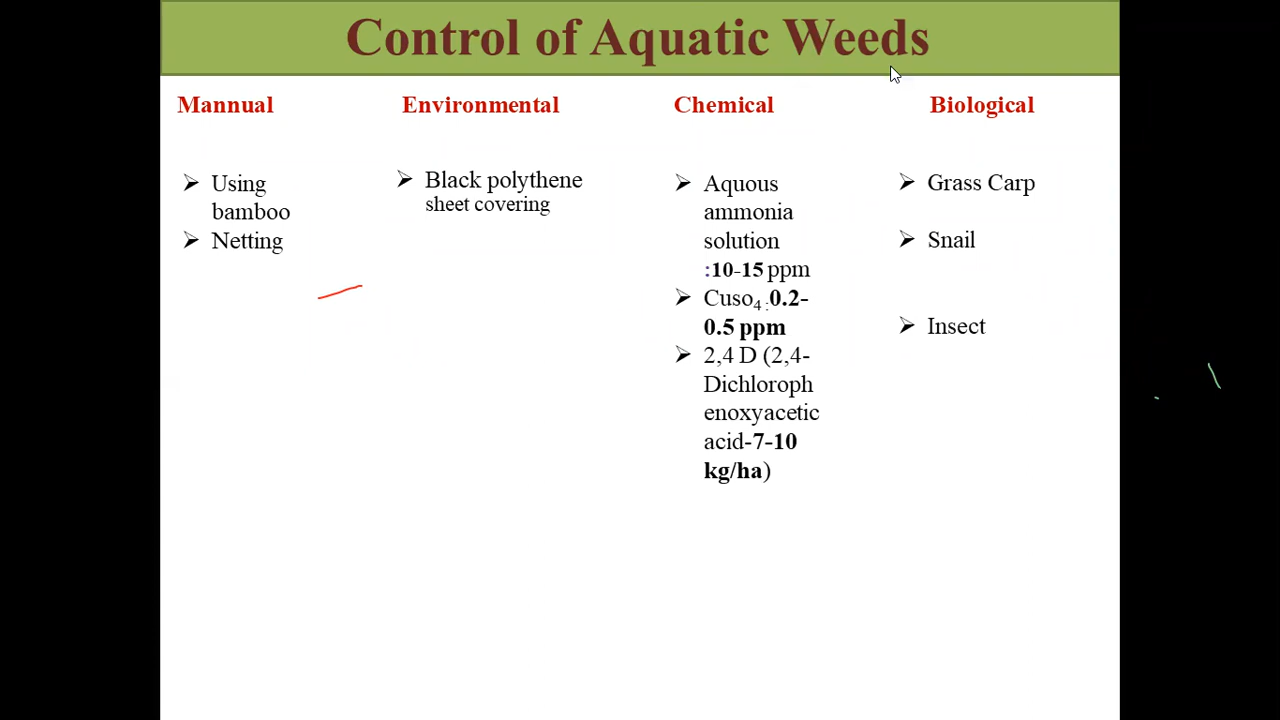 Control of Aquatic Weeds
Mannual
Using
bamboo
Netting
Environmental
Black polythene
sheet covering
Chemical
Aquous
ammonia
solution
:10-15 ppm
Cuso4 :0.2-
0.5 ppm
2,4 D (2,4-
Dichloroph
enoxyacetic
acid-7-10
kg/ha)
Biological
Grass Carp
Snail
Insect